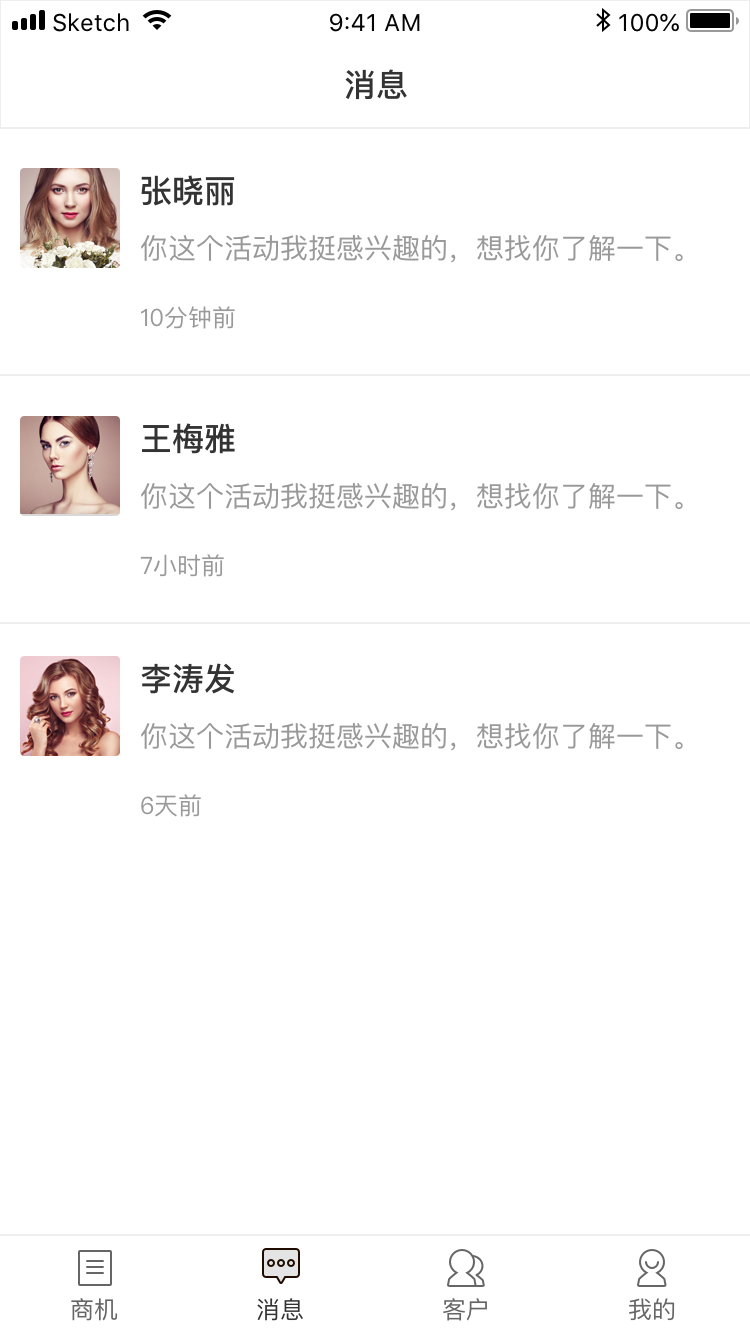 Sketch 9:41 AM 100%
消息
张晓丽
你这个活动我挺感兴趣的，想找你了解一下。
10分钟前
王梅雅
你这个活动我挺感兴趣的，想找你了解一下。
7小时前
李涛发
你这个活动我挺感兴趣的，想找你了解一下。
6天前
商机 消息 客户 我的